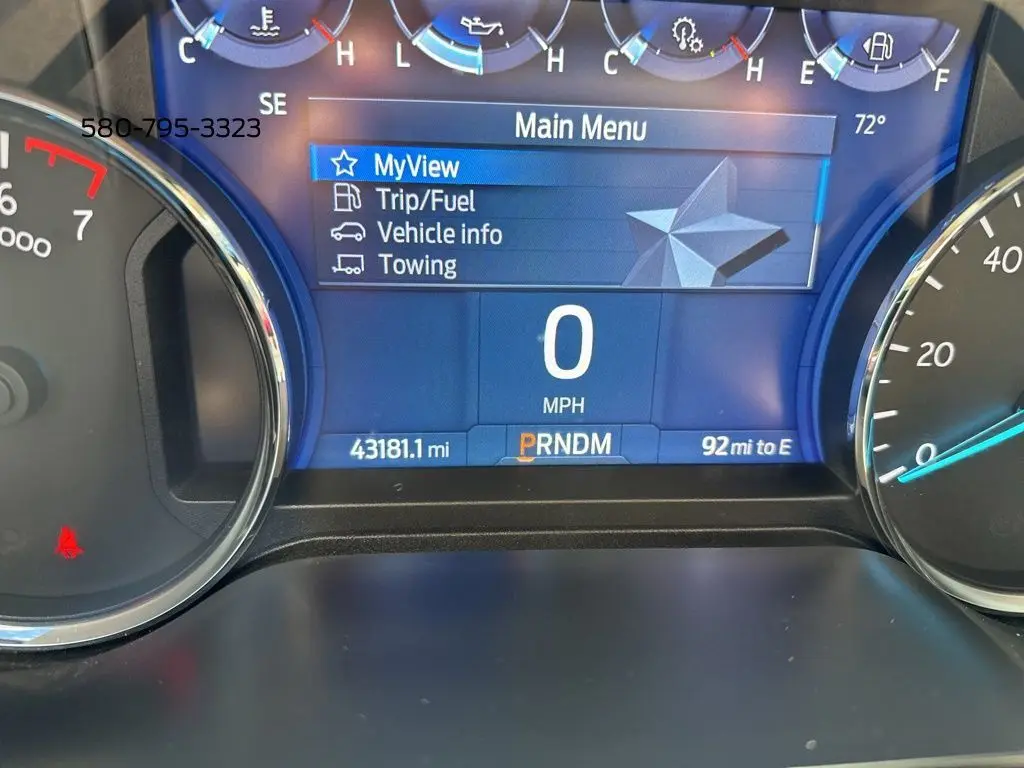 C H L H C H E F
580-795-3323
SE
Main Menu
72°
MyView
Trip/Fuel
Vehicle info
Towing
6
7
000
40
20
0
0
MPH
43181.1 mi
PRNDM
92 mi to E